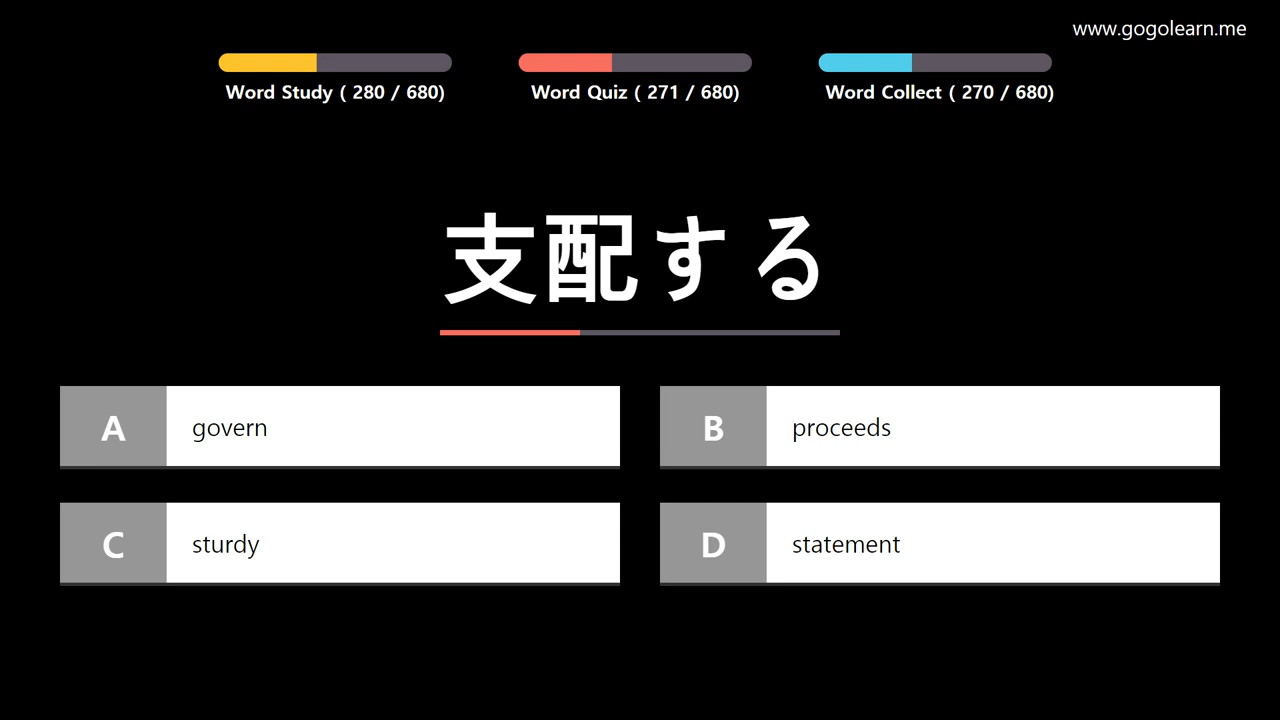 www.gogolearn.me
Word Study ( 280 / 680)
Word Quiz ( 271 / 680)
Word Collect ( 270 / 680)
支配する
A govern
B proceeds
C sturdy
D statement